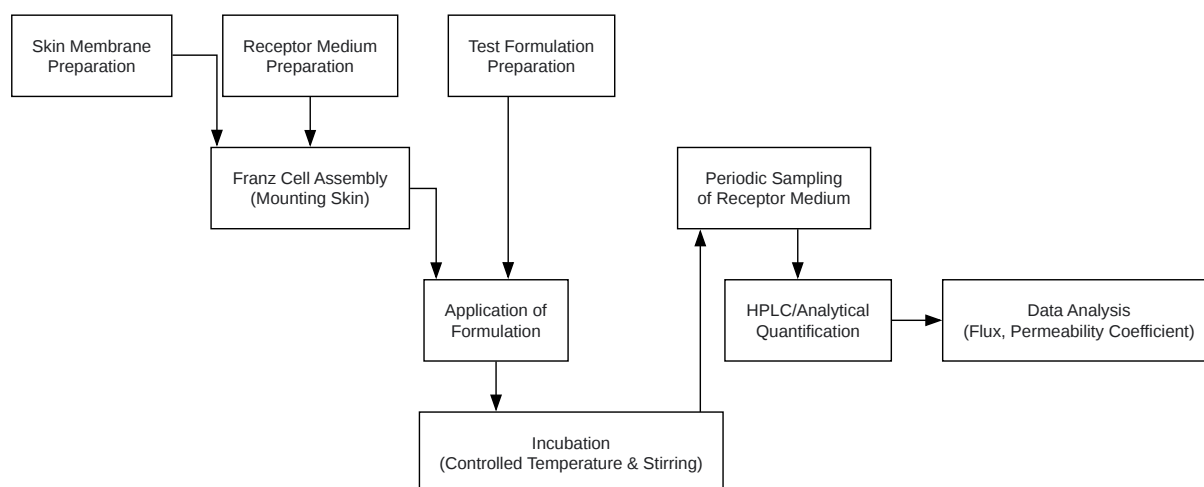 Skin Membrane
Preparation
Receptor Medium
Preparation
Test Formulation
Preparation
Franz Cell Assembly
(Mounting Skin)
Periodic Sampling
of Receptor Medium
Application of
Formulation
HPLC/Analytical
Quantification
Data Analysis
(Flux, Permeability Coefficient)
Incubation
(Controlled Temperature & Stirring)